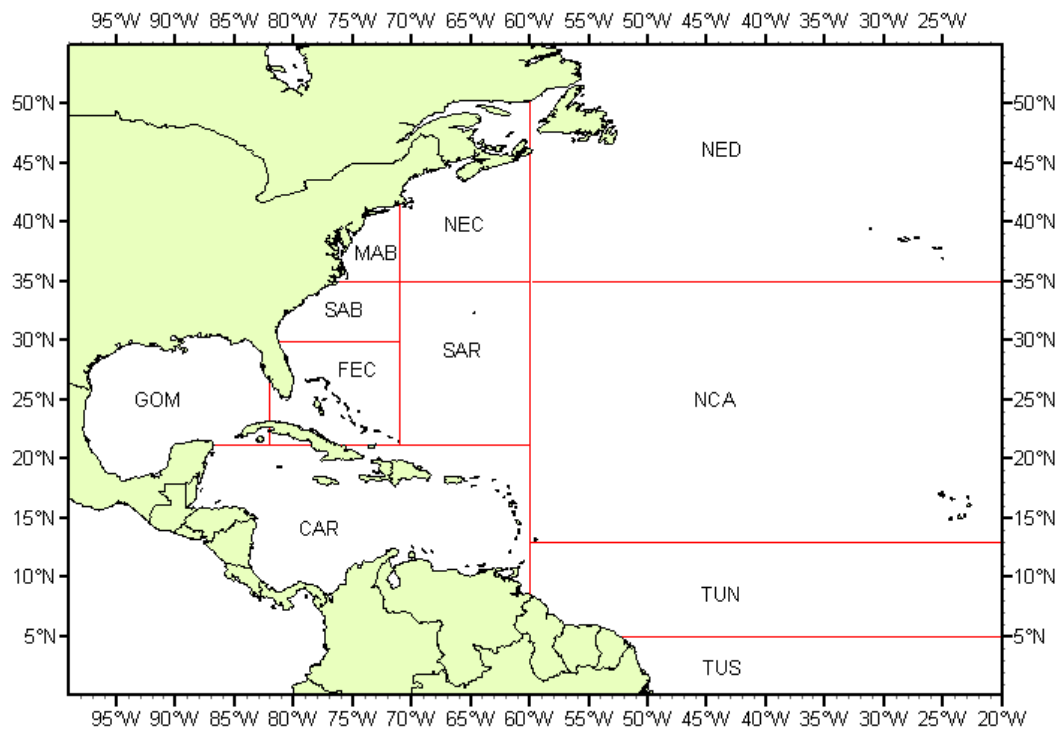 95°W 90°W 85°W 80°W 75°W 70°W 65°W 60°W 55°W 50°W 45°W 40°W 35°W 30°W 25°W
50°N 50°N
NED
45°N 45°N
NEC
40°N 40°N
MAB
35°N 35°N
SAB
30°N 30°N
SAR
FEC
25°N GOM NCA 25°N
20°N 20°N
15°N 15°N
CAR
10°N 10°N
TUN
5°N 5°N
TUS
95°W 90°W 85°W 80°W 75°W 70°W 65°W 60°W 55°W 50°W 45°W 40°W 35°W 30°W 25°W 20°W